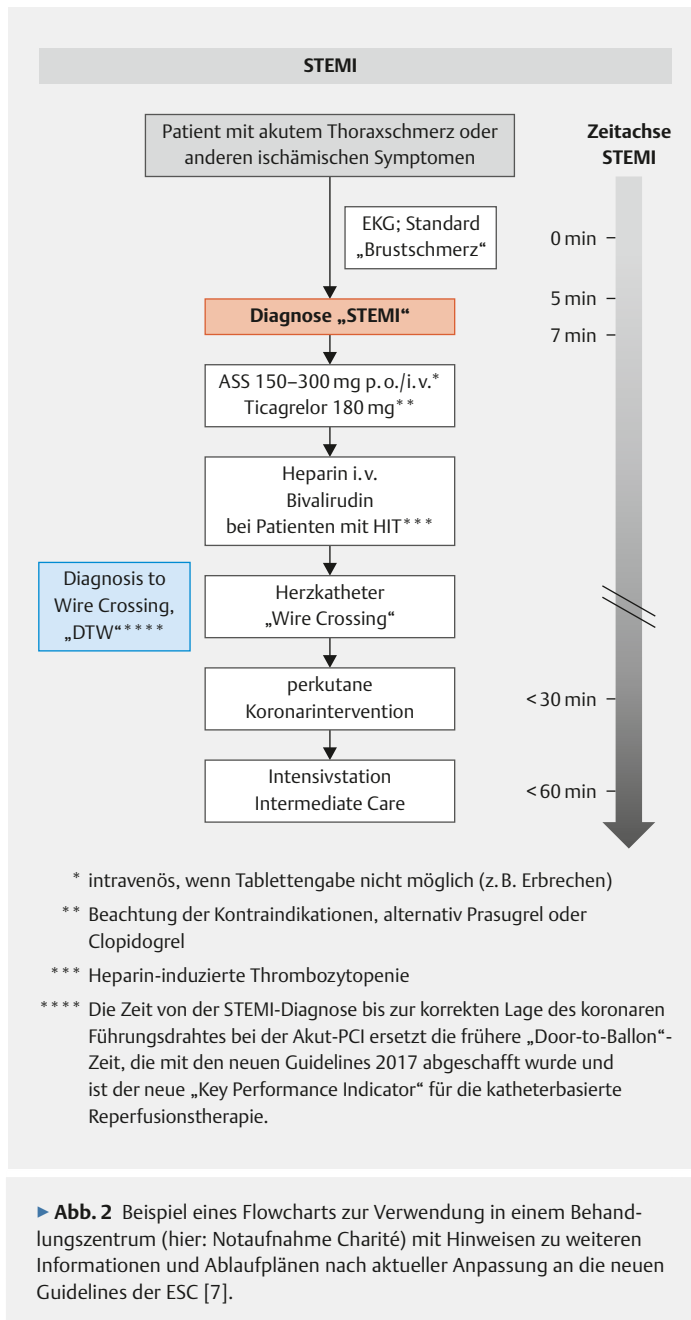 STEMI
Patient mit akutem Thoraxschmerz oder
anderen ischämischen Symptomen
Zeitachse
STEMI
EKG; Standard
„Brustschmerz“
0 min
5 min
Diagnose „STEMI“
7 min
ASS 150–300 mg p. o./i. v.*
Ticagrelor 180 mg**
Heparin i. v.
Bivalirudin
bei Patienten mit HIT***
Diagnosis to
Wire Crossing,
„DTW“****
Herzkatheter
„Wire Crossing“
perkutane
Koronarintervention
< 30 min
Intensivstation
Intermediate Care
< 60 min
* intravenös, wenn Tablettengabe nicht möglich (z. B. Erbrechen)
** Beachtung der Kontraindikationen, alternativ Prasugrel oder
Clopidogrel
*** Heparin-induzierte Thrombozytopenie
**** Die Zeit von der STEMI-Diagnose bis zur korrekten Lage des koronaren
Führungsdrahtes bei der Akut-PCI ersetzt die frühere „Door-to-Ballon“-
Zeit, die mit den neuen Guidelines 2017 abgeschafft wurde und
ist der neue „Key Performance Indicator“ für die katheterbasierte
Reperfusionstherapie.
▶ Abb. 2 Beispiel eines Flowcharts zur Verwendung in einem Behand-
lungszentrum (hier: Notaufnahme Charité) mit Hinweisen zu weiteren
Informationen und Ablaufplänen nach aktueller Anpassung an die neuen
Guidelines der ESC [7].